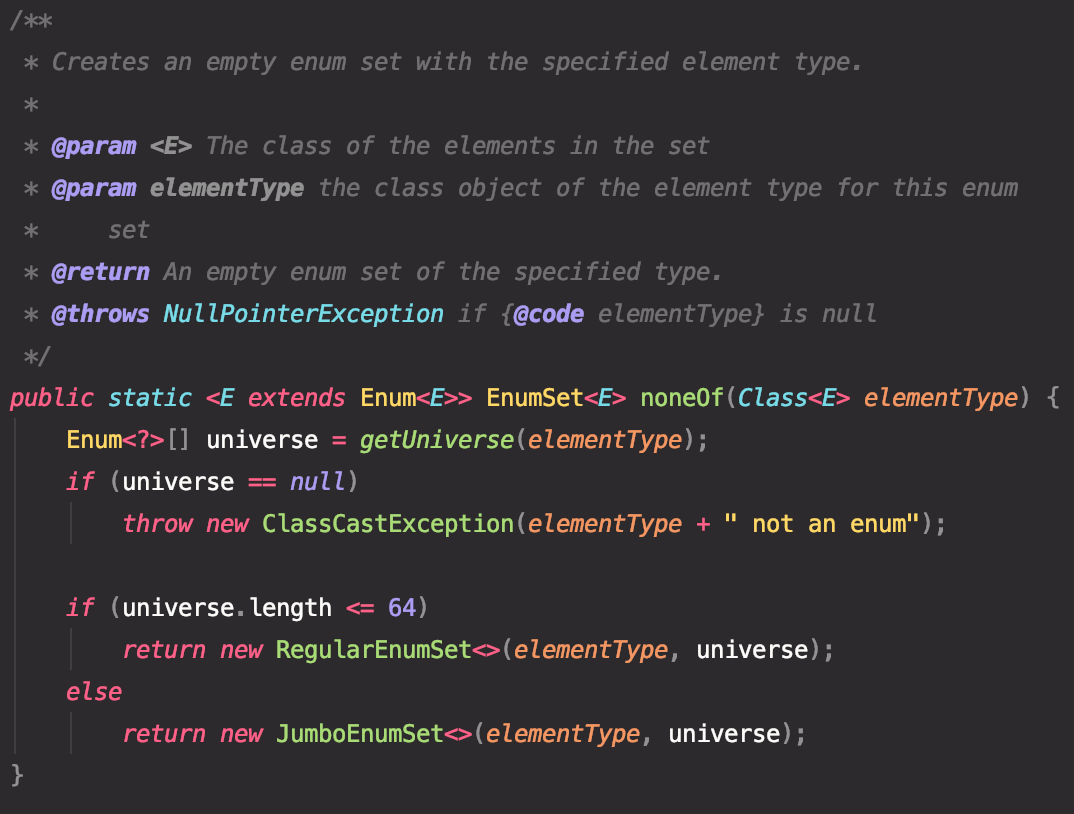 /**
 * Creates an empty enum set with the specified element type.
 *
 * @param <E> The class of the elements in the set
 * @param elementType the class object of the element type for this enum
 *     set
 * @return An empty enum set of the specified type.
 * @throws NullPointerException if {@code elementType} is null
 */
public static <E extends Enum<E>> EnumSet<E> noneOf(Class<E> elementType) {
    Enum<?>[] universe = getUniverse(elementType);
    if (universe == null)
        throw new ClassCastException(elementType + " not an enum");

    if (universe.length <= 64)
        return new RegularEnumSet<>(elementType, universe);
    else
        return new JumboEnumSet<>(elementType, universe);
}